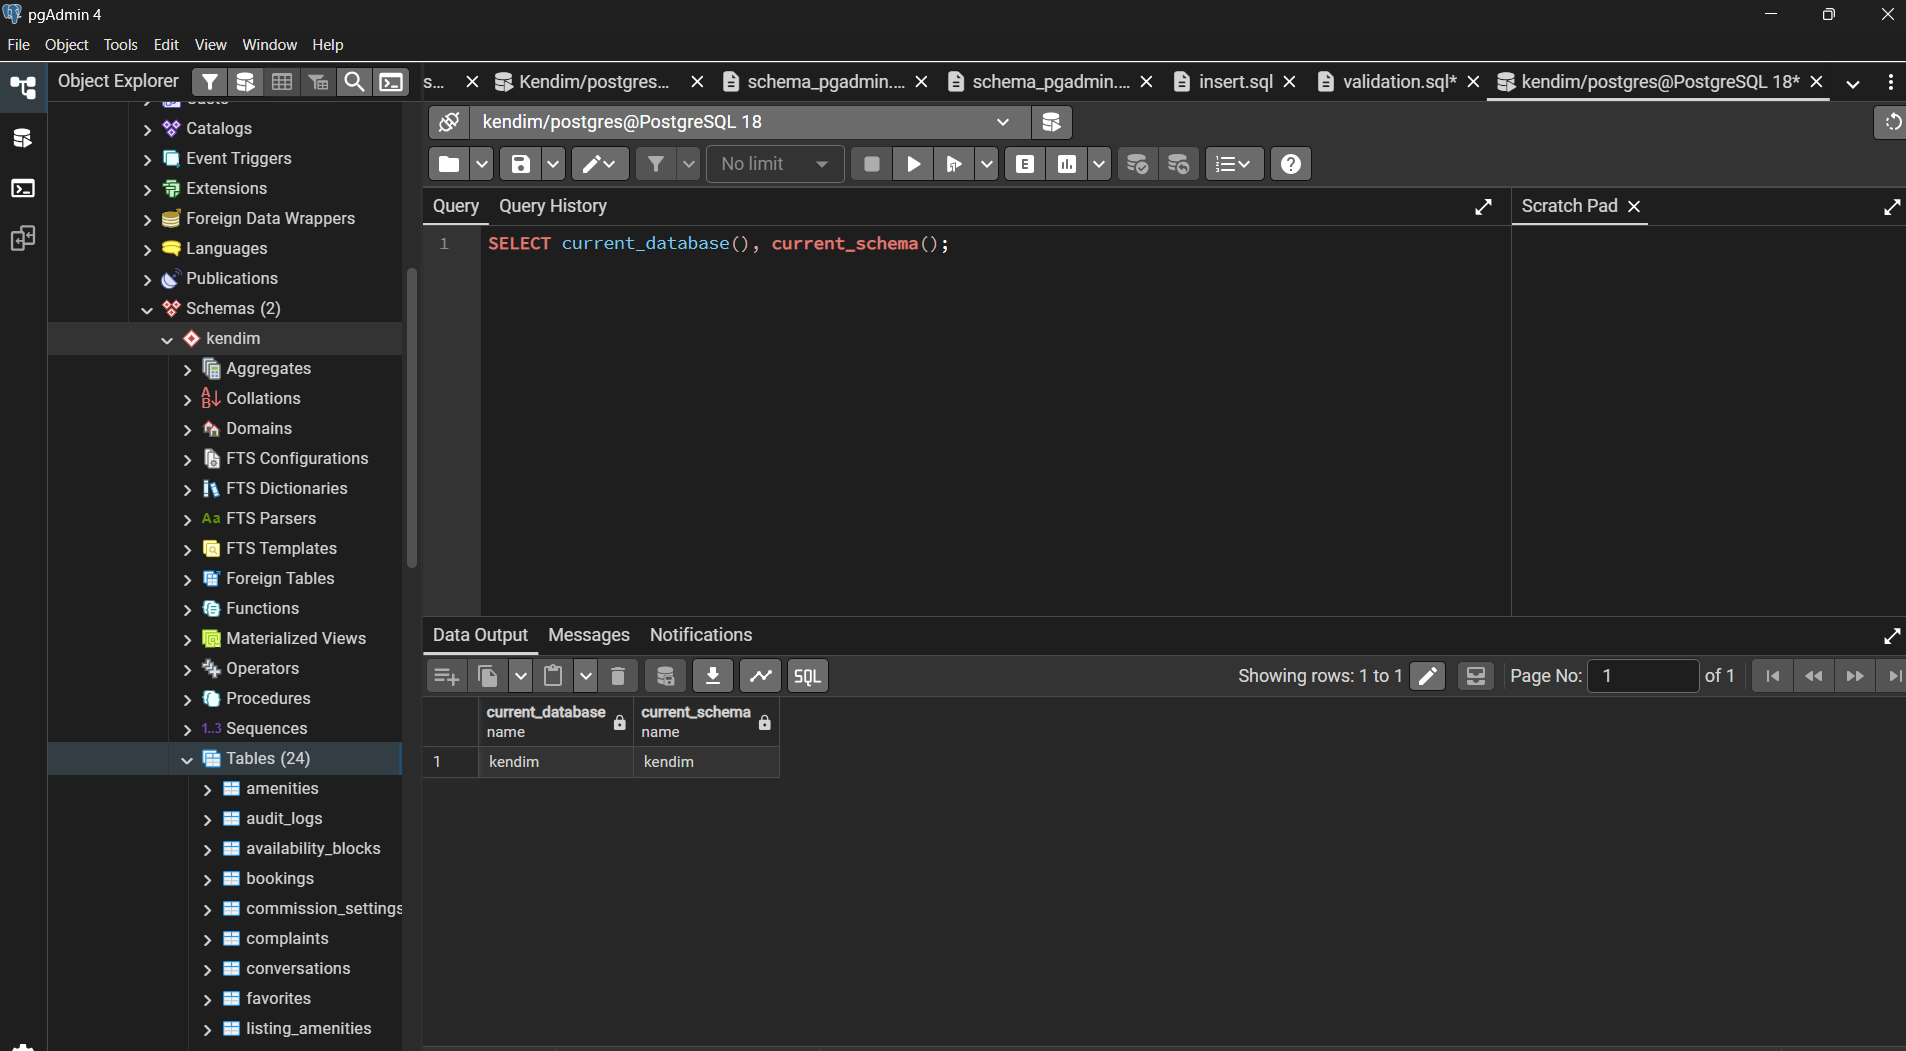 pgAdmin 4
File Object Tools Edit View Window Help
Object Explorer
s... Kendim/postgres... schema_pgadmin.... schema_pgadmin.... insert.sql validation.sql* kendim/postgres@PostgreSQL 18*
kendim/postgres@PostgreSQL 18
No limit
E
Query Query History
Scratch Pad
1 SELECT current_database(), current_schema();
Catalogs
Event Triggers
Extensions
Foreign Data Wrappers
Languages
Publications
Schemas (2)
kendim
Aggregates
Collations
Domains
FTS Configurations
FTS Dictionaries
Aa FTS Parsers
FTS Templates
Foreign Tables
Functions
Materialized Views
Operators
Procedures
1..3 Sequences
Tables (24)
amenities
audit_logs
availability_blocks
bookings
commission_settings
complaints
conversations
favorites
listing_amenities
Data Output Messages Notifications
SQL
Showing rows: 1 to 1 Page No: 1 of 1
current_database current_schema
name name
1 kendim kendim